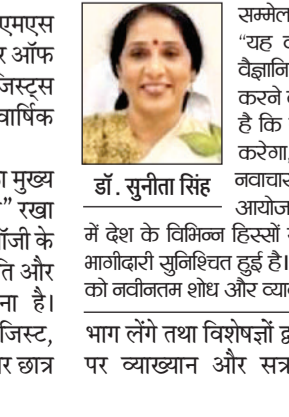 एमएस
र ऑफ
जिस्ट्स
वार्षिक
ा मुख्य
” रखा
ॉजी के
ति और
ना है।
जिस्ट,
र छात्र
डॉ. सुनीता सिंह
सम्मेल
“यह व
वैज्ञानि
करने व
है कि
करेगा,
नवाचार
आयोज
में देश के विभिन्न हिस्सों
भागीदारी सुनिश्चित हुई है।
को नवीनतम शोध और व्या
भाग लेंगे तथा विशेषज्ञों द्व
पर व्याख्यान और सत्र